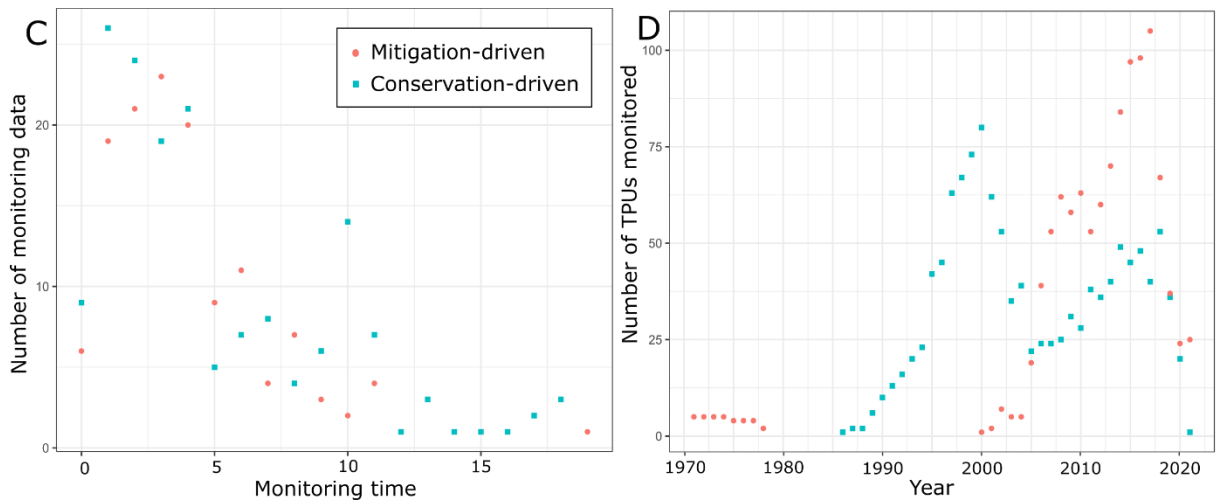 C
Mitigation-driven
Conservation-driven
Number of monitoring data
20
10
0
0 5 10 15
Monitoring time
D
Number of TPUs monitored
100
75
50
25
0
1970 1980 1990 2000 2010 2020
Year